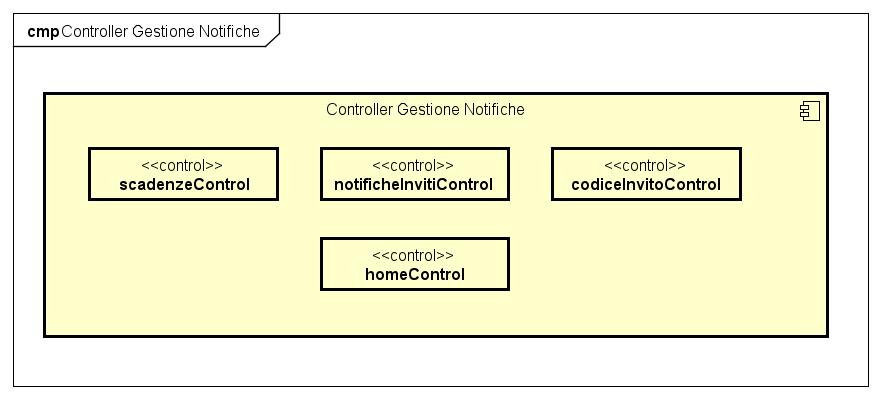 cmp Controller Gestione Notifiche
Controller Gestione Notifiche
<<control>>
scadenzeControl
<<control>>
notificheInvitiControl
<<control>>
codiceInvitoControl
<<control>>
homeControl